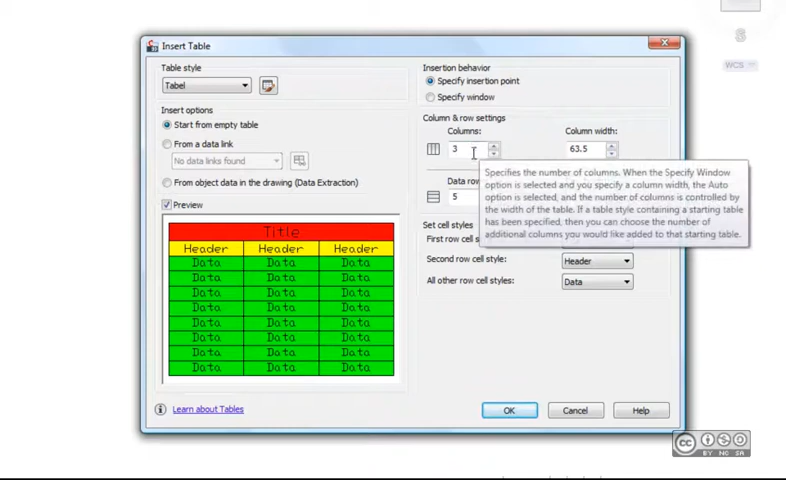 S
WCS
Insert Table
Table style
Tabel
Insert options
Start from empty table
From a data link
No data links found
From object data in the drawing (Data Extraction)
Preview
Title
Header Header Header
Data Data Data
Data Data Data
Data Data Data
Data Data Data
Data Data Data
Data Data Data
Data Data Data
Data Data Data
Insertion behavior
Specify insertion point
Specify window
Column & row settings
Columns: Column width:
3 63.5
Data row
5
Specifies the number of columns. When the Specify Window
option is selected and you specify a column width, the Auto
option is selected, and the number of columns is controlled by
the width of the table. If a table style containing a starting table
has been specified, then you can choose the number of
additional columns you would like added to that starting table.
Set cell styles
First row cell s
Second row cell style: Header
All other row cell styles: Data
Learn about Tables
OK Cancel Help
cc
BY NC SA